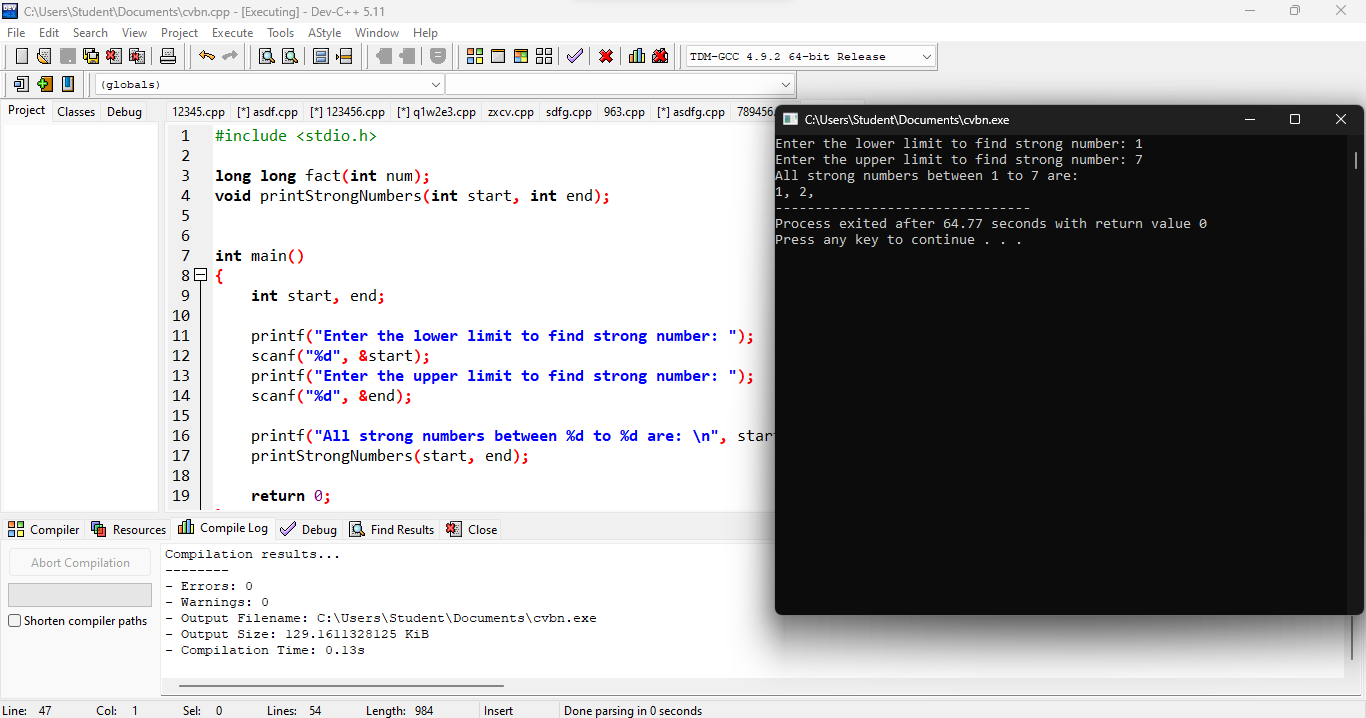 C:\Users\Student\Documents\cvbn.cpp - [Executing] - Dev-C++ 5.11
File Edit Search View Project Execute Tools AStyle Window Help
TDM-GCC 4.9.2 64-bit Release
(globals)
Project Classes Debug
12345.cpp [*] asdf.cpp [*] 123456.cpp [*] q1w2e3.cpp zxcv.cpp sdfg.cpp 963.cpp [*] asdfg.cpp 789456.
1 #include <stdio.h>
2
3 long long fact(int num);
4 void printStrongNumbers(int start, int end);
5
6
7 int main()
8 {
9 int start, end;
10
11 printf("Enter the lower limit to find strong number: ");
12 scanf("%d", &start);
13 printf("Enter the upper limit to find strong number: ");
14 scanf("%d", &end);
15
16 printf("All strong numbers between %d to %d are: \n", star
17 printStrongNumbers(start, end);
18
19 return 0;
C:\Users\Student\Documents\cvbn.exe
Enter the lower limit to find strong number: 1
Enter the upper limit to find strong number: 7
All strong numbers between 1 to 7 are:
1, 2,
--------------------------------
Process exited after 64.77 seconds with return value 0
Press any key to continue . . .
Compiler Resources Compile Log Debug Find Results Close
Abort Compilation
Shorten compiler paths
Compilation results...
--------
- Errors: 0
- Warnings: 0
- Output Filename: C:\Users\Student\Documents\cvbn.exe
- Output Size: 129.1611328125 KiB
- Compilation Time: 0.13s
Line: 47 Col: 1 Sel: 0 Lines: 54 Length: 984 Insert Done parsing in 0 seconds